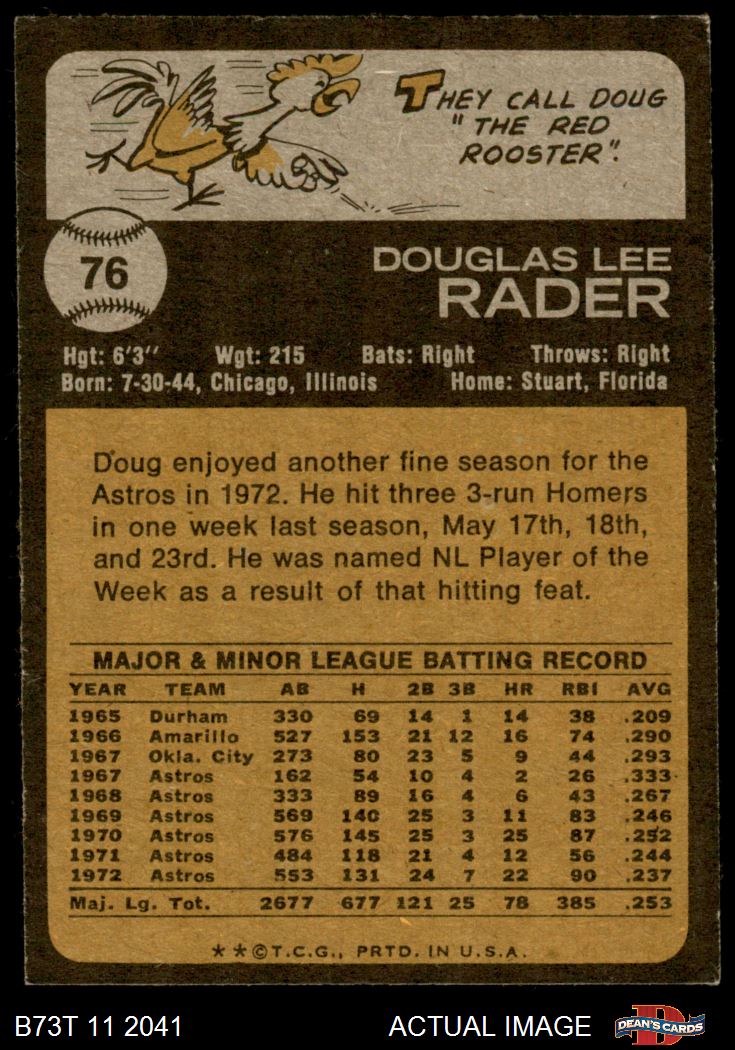 THEY CALL DOUG
"THE RED
ROOSTER".
76
DOUGLAS LEE
RADER
Hgt: 6'3'' Wgt: 215 Bats: Right Throws: Right
Born: 7-30-44, Chicago, Illinois Home: Stuart, Florida
Doug enjoyed another fine season for the
Astros in 1972. He hit three 3-run Homers
in one week last season, May 17th, 18th,
and 23rd. He was named NL Player of the
Week as a result of that hitting feat.
MAJOR & MINOR LEAGUE BATTING RECORD
YEAR TEAM AB H 2B 3B HR RBI AVG
1965 Durham 330 69 14 1 14 38 .209
1966 Amarillo 527 153 21 12 16 74 .290
1967 Okla. City 273 80 23 5 9 44 .293
1967 Astros 162 54 10 4 2 26 .333
1968 Astros 333 89 16 4 6 43 .267
1969 Astros 569 140 25 3 11 83 .246
1970 Astros 576 145 25 3 25 87 .252
1971 Astros 484 118 21 4 12 56 .244
1972 Astros 553 131 24 7 22 90 .237
Maj. Lg. Tot. 2677 677 121 25 78 385 .253
**©T.C.G., PRTD. IN U.S.A.
B73T 11 2041 ACTUAL IMAGE DEAN'S CARDS